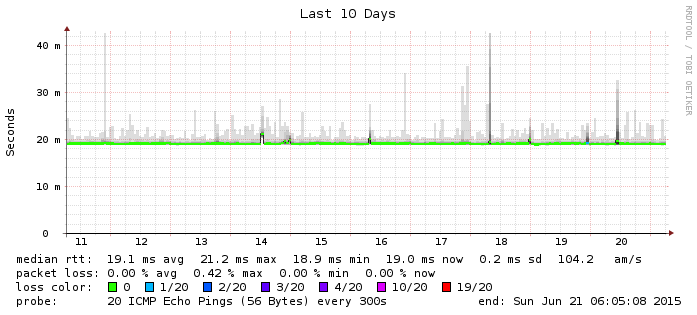 Last 10 Days
RRDTOOL / TOBI OETIKER
Seconds
40 m
30 m
20 m
10 m
0
11 12 13 14 15 16 17 18 19 20
median rtt: 19.1 ms avg 21.2 ms max 18.9 ms min 19.0 ms now 0.2 ms sd 104.2 am/s
packet loss: 0.00 % avg 0.42 % max 0.00 % min 0.00 % now
loss color: 0 1/20 2/20 3/20 4/20 10/20 19/20
probe: 20 ICMP Echo Pings (56 Bytes) every 300s end: Sun Jun 21 06:05:08 2015